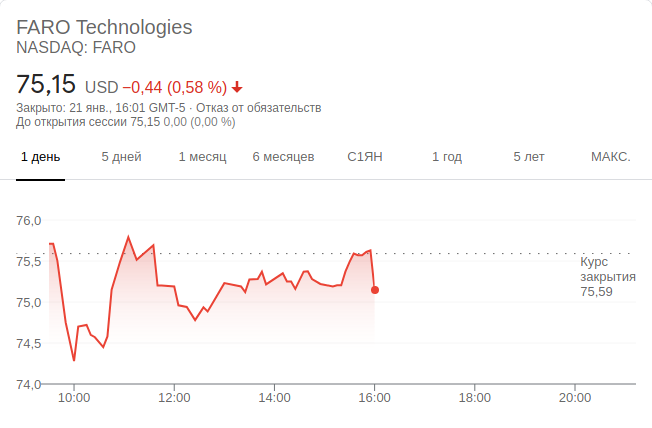 FARO Technologies
NASDAQ: FARO
75,15 USD −0,44 (0,58 %)
Закрыто: 21 янв., 16:01 GMT-5 · Отказ от обязательств
До открытия сессии 75,15 0,00 (0,00 %)
1 день 5 дней 1 месяц 6 месяцев С1ЯН 1 год 5 лет МАКС.
76,0
75,5
75,0
74,5
74,0
Курс
закрытия
75,59
10:00 12:00 14:00 16:00 18:00 20:00